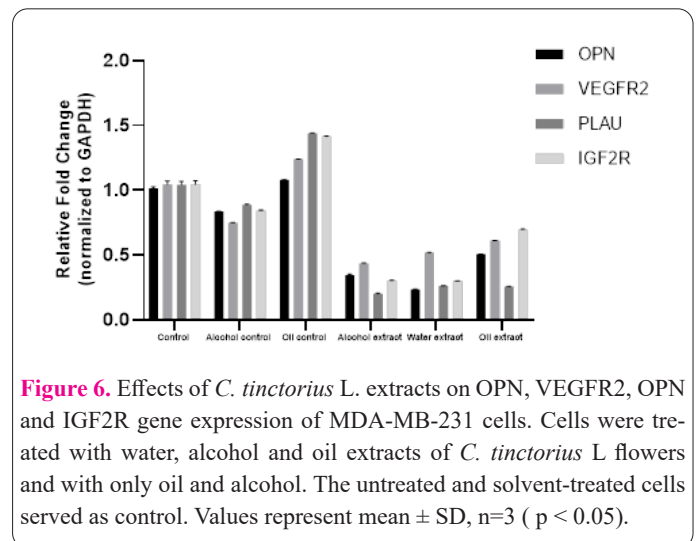 2.0
OPN
VEGFR2
PLAU
IGF2R
1.5
1.0
0.5
0.0
Relative Fold Change
(normalized to GAPDH)
Control Alcohol control Oil control Alcohol extract Water extract Oil extract
Figure 6. Effects of C. tinctorius L. extracts on OPN, VEGFR2, OPN
and IGF2R gene expression of MDA-MB-231 cells. Cells were trea-
ted with water, alcohol and oil extracts of C. tinctorius L flowers
and with only oil and alcohol. The untreated and solvent-treated cells
served as control. Values represent mean ± SD, n=3 ( p < 0.05).